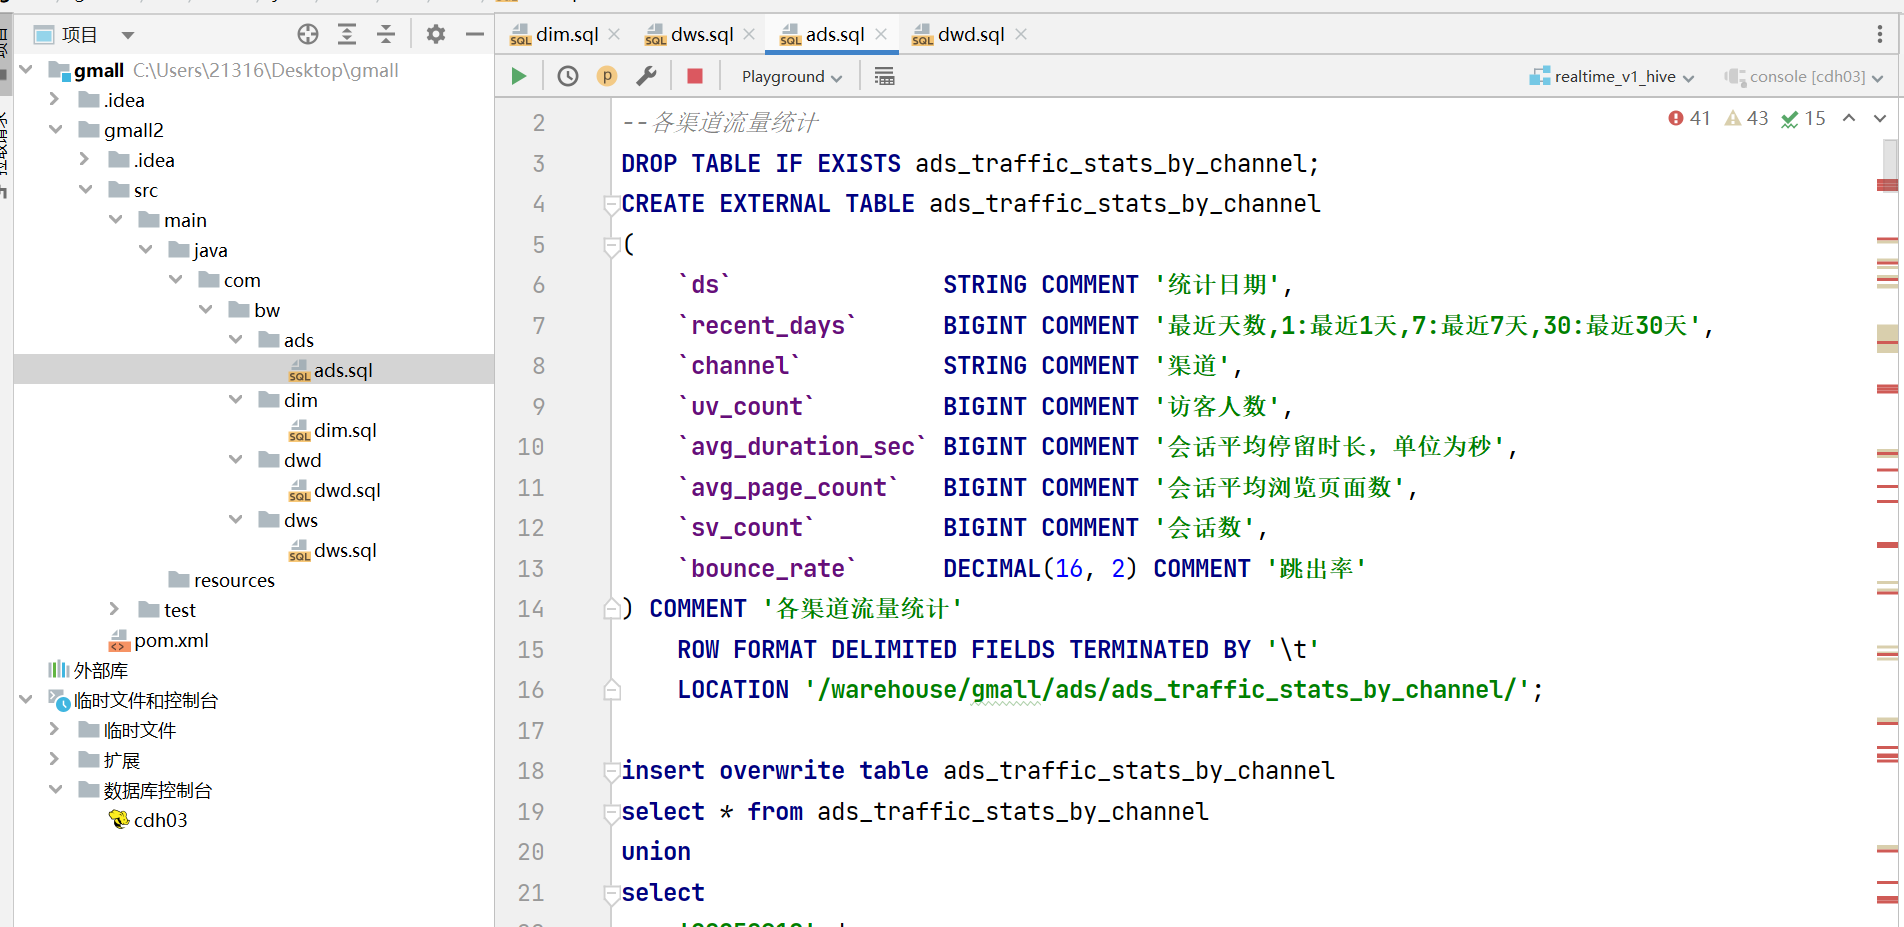 项目
gmall C:\Users\21316\Desktop\gmall
.idea
gmall2
.idea
src
main
java
com
bw
ads
ads.sql
dim
dim.sql
dwd
dwd.sql
dws
dws.sql
resources
test
pom.xml
外部库
临时文件和控制台
临时文件
扩展
数据库控制台
cdh03
dim.sql
dws.sql
ads.sql
dwd.sql
Playground
realtime_v1_hive
console [cdh03]
41 43 15
2 --各渠道流量统计
3 DROP TABLE IF EXISTS ads_traffic_stats_by_channel;
4 CREATE EXTERNAL TABLE ads_traffic_stats_by_channel
5 (
6 `ds` STRING COMMENT '统计日期',
7 `recent_days` BIGINT COMMENT '最近天数,1:最近1天,7:最近7天,30:最近30天',
8 `channel` STRING COMMENT '渠道',
9 `uv_count` BIGINT COMMENT '访客人数',
10 `avg_duration_sec` BIGINT COMMENT '会话平均停留时长，单位为秒',
11 `avg_page_count` BIGINT COMMENT '会话平均浏览页面数',
12 `sv_count` BIGINT COMMENT '会话数',
13 `bounce_rate` DECIMAL(16, 2) COMMENT '跳出率'
14 ) COMMENT '各渠道流量统计'
15 ROW FORMAT DELIMITED FIELDS TERMINATED BY '\t'
16 LOCATION '/warehouse/gmall/ads/ads_traffic_stats_by_channel/';
17
18 insert overwrite table ads_traffic_stats_by_channel
19 select * from ads_traffic_stats_by_channel
20 union
21 select